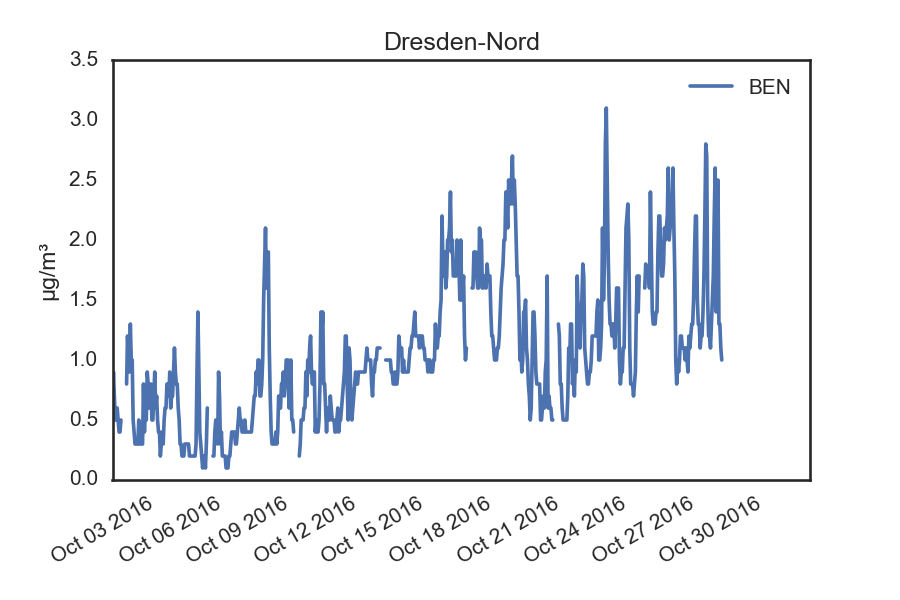 Dresden-Nord
3.5
3.0
2.5
2.0
1.5
1.0
0.5
0.0
µg/m³
BEN
Oct 03 2016
Oct 06 2016
Oct 09 2016
Oct 12 2016
Oct 15 2016
Oct 18 2016
Oct 21 2016
Oct 24 2016
Oct 27 2016
Oct 30 2016